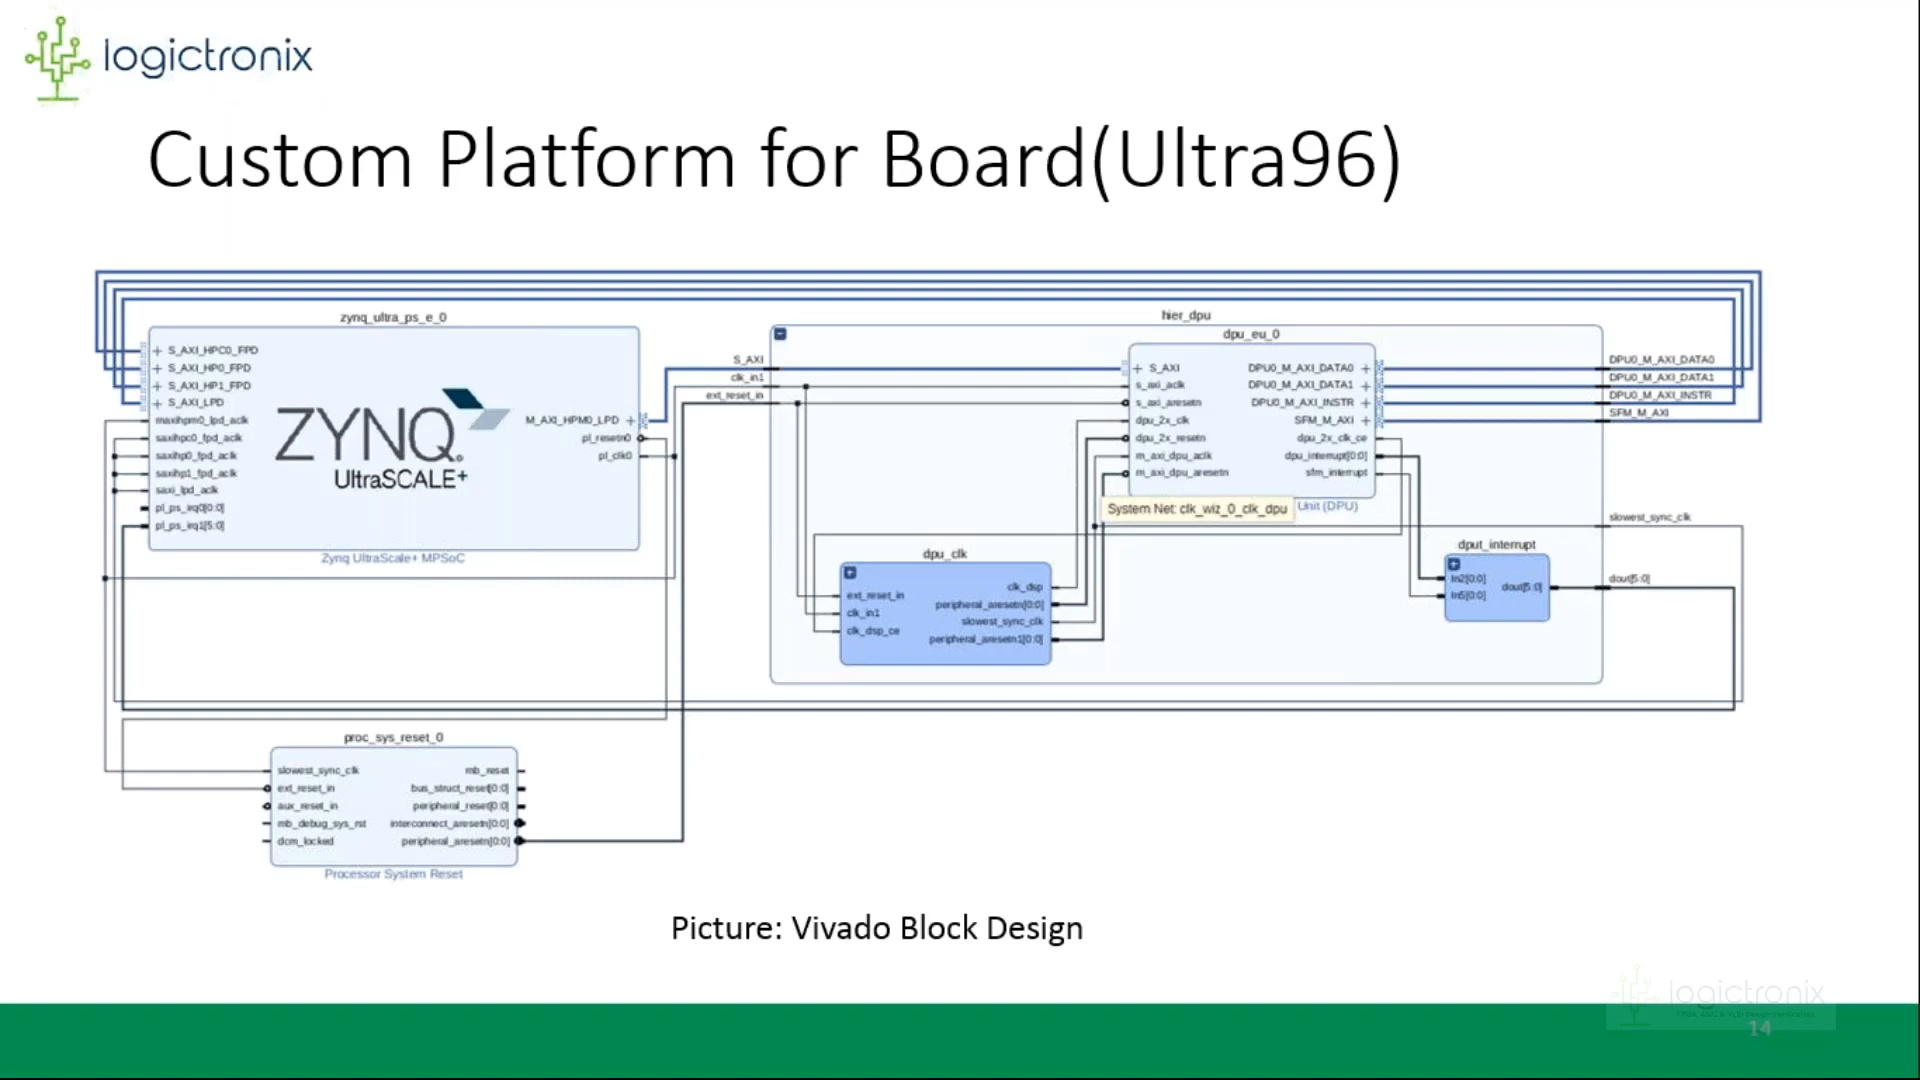 logictronix
Custom Platform for Board(Ultra96)
zynq_ultra_ps_e_0
S_AXI_HPC0_FPD
S_AXI_HP0_FPD
S_AXI_HP1_FPD
S_AXI_LPD
maxihpm0_lpd_aclk
saxihpc0_fpd_aclk
saxihp0_fpd_aclk
saxihp1_fpd_aclk
saxi_lpd_aclk
pl_ps_irq0[0:0]
pl_ps_irq1[5:0]
ZYNQ
UltraSCALE+
M_AXI_HPM0_LPD
pl_resetn0
pl_clk0
Zynq UltraScale+ MPSoC
hier_dpu
S_AXI
clk_in1
ext_reset_in
dpu_eu_0
S_AXI
s_axi_aclk
s_axi_aresetn
dpu_2x_clk
dpu_2x_resetn
m_axi_dpu_aclk
m_axi_dpu_aresetn
DPU0_M_AXI_DATA0
DPU0_M_AXI_DATA1
DPU0_M_AXI_INSTR
SFM_M_AXI
dpu_2x_clk_ce
dpu_interrupt[0:0]
sfm_interrupt
System Net: clk_wiz_0_clk_dpu
Unit (DPU)
DPU0_M_AXI_DATA0
DPU0_M_AXI_DATA1
DPU0_M_AXI_INSTR
SFM_M_AXI
slowest_sync_clk
dout[5:0]
dpu_clk
ext_reset_in
clk_in1
clk_dsp_ce
clk_dsp
peripheral_aresetn[0:0]
slowest_sync_clk
peripheral_aresetn1[0:0]
dput_interrupt
In2[0:0]
In5[0:0]
dout[5:0]
proc_sys_reset_0
slowest_sync_clk
ext_reset_in
aux_reset_in
mb_debug_sys_rst
dcm_locked
mb_reset
bus_struct_reset[0:0]
peripheral_reset[0:0]
interconnect_aresetn[0:0]
peripheral_aresetn[0:0]
Processor System Reset
Picture: Vivado Block Design
logictronix
14